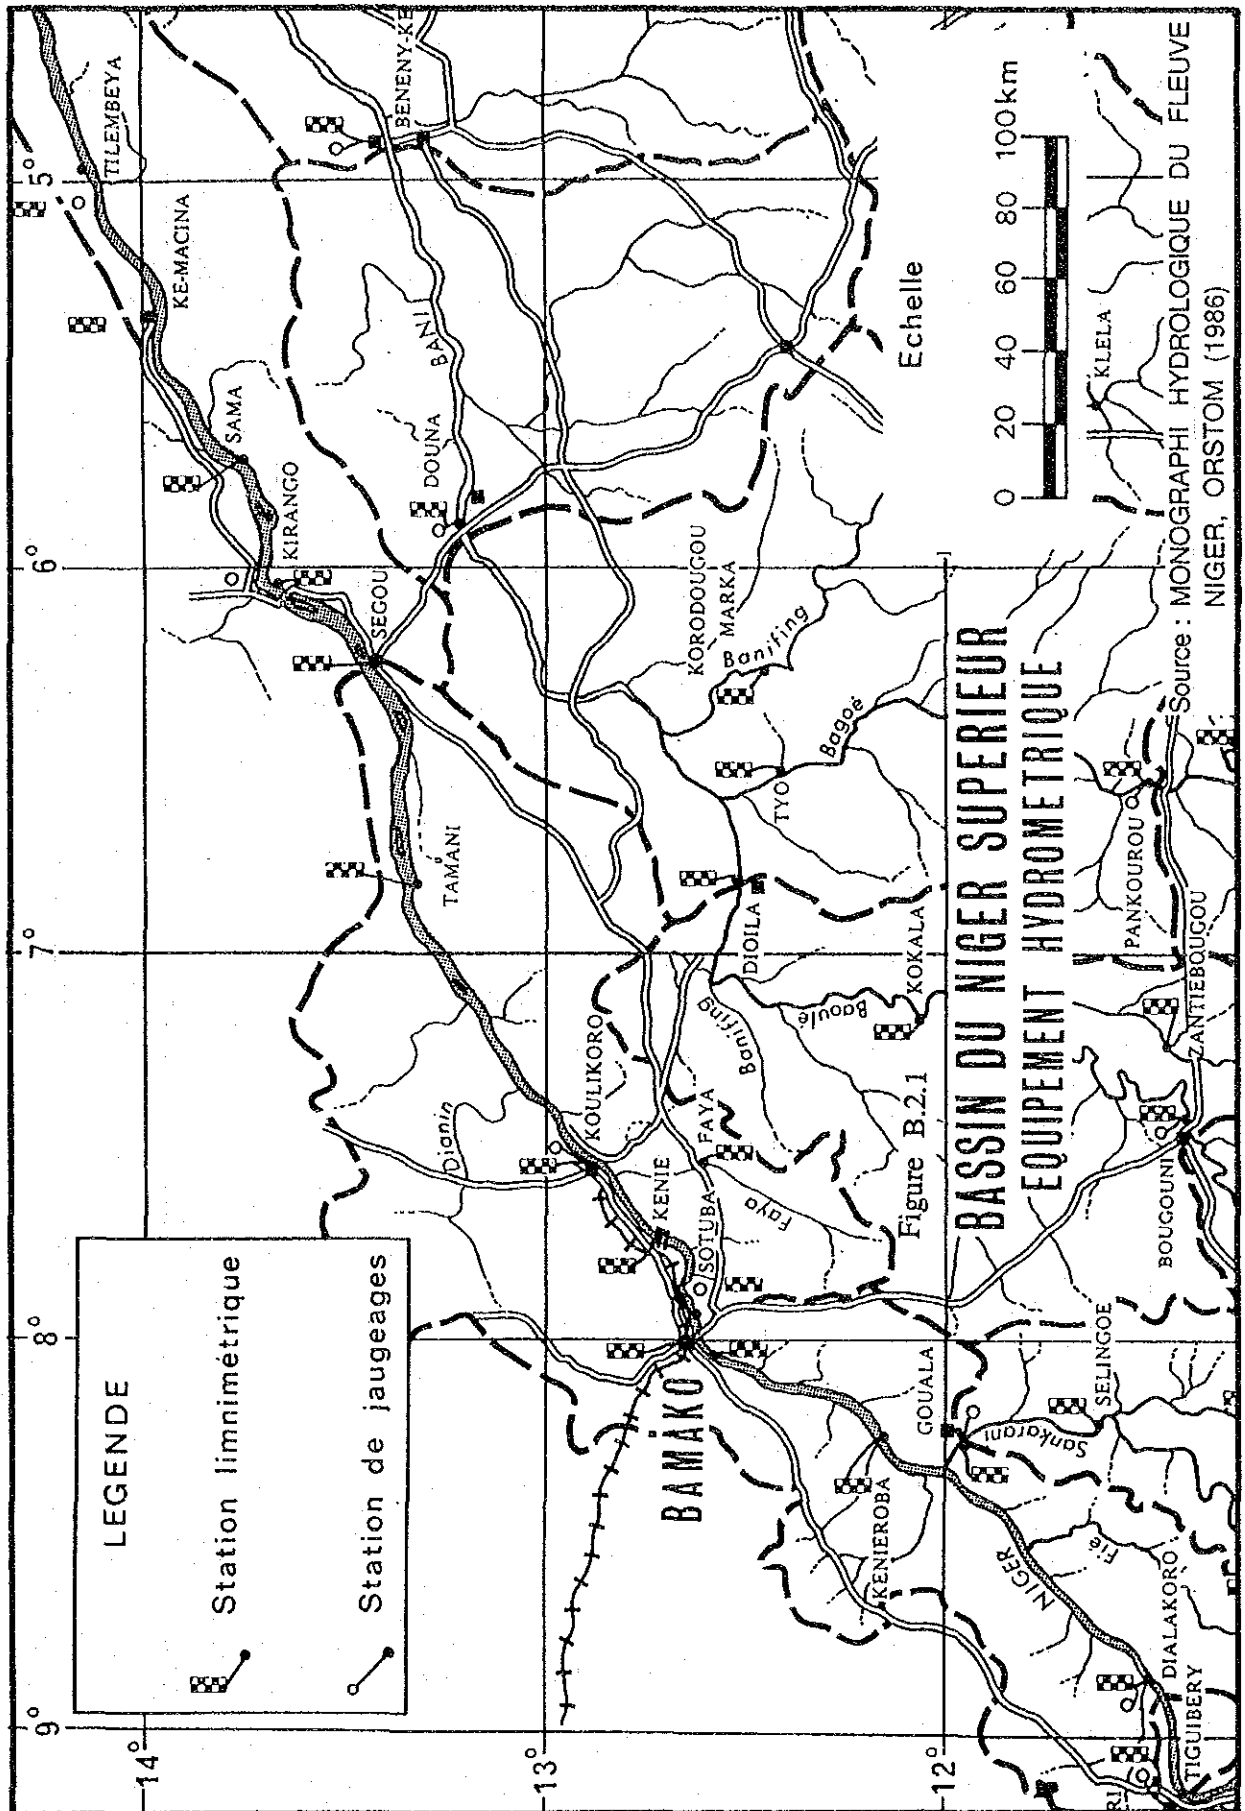 LEGENDE
Station limnimétrique
Station de jaugeages
9°
8°
7°
6°
5°
14°
13°
12°
TILEMBEYA
KE-MACINA
SAMA
KIRANGO
SEGOU
TAMANI
BENENY-KE
BANI
DOUNA
KOULIKORO
Dianin
KENIE
SOTUBA
FAYA
Faya
BAMAKO
Banifing
Baoulé
DIOILA
KOKALA
TYO
Bagoé
KORODOUGOU
MARKA
Banifing
KENIEROBA
GOUALA
NIGER
Fié
Sankarani
SELINGOE
DIALAKORO
TIGUIBERY
RI
BOUGOUNI
ZANTIEBOUGOU
PANKOUROU
KLELA
Echelle
0 20 40 60 80 100km
Figure B.2.1
BASSIN DU NIGER SUPERIEUR
EQUIPEMENT HYDROMETRIQUE
Source : MONOGRAPHI HYDROLOGIQUE DU FLEUVE
NIGER, ORSTOM (1986)